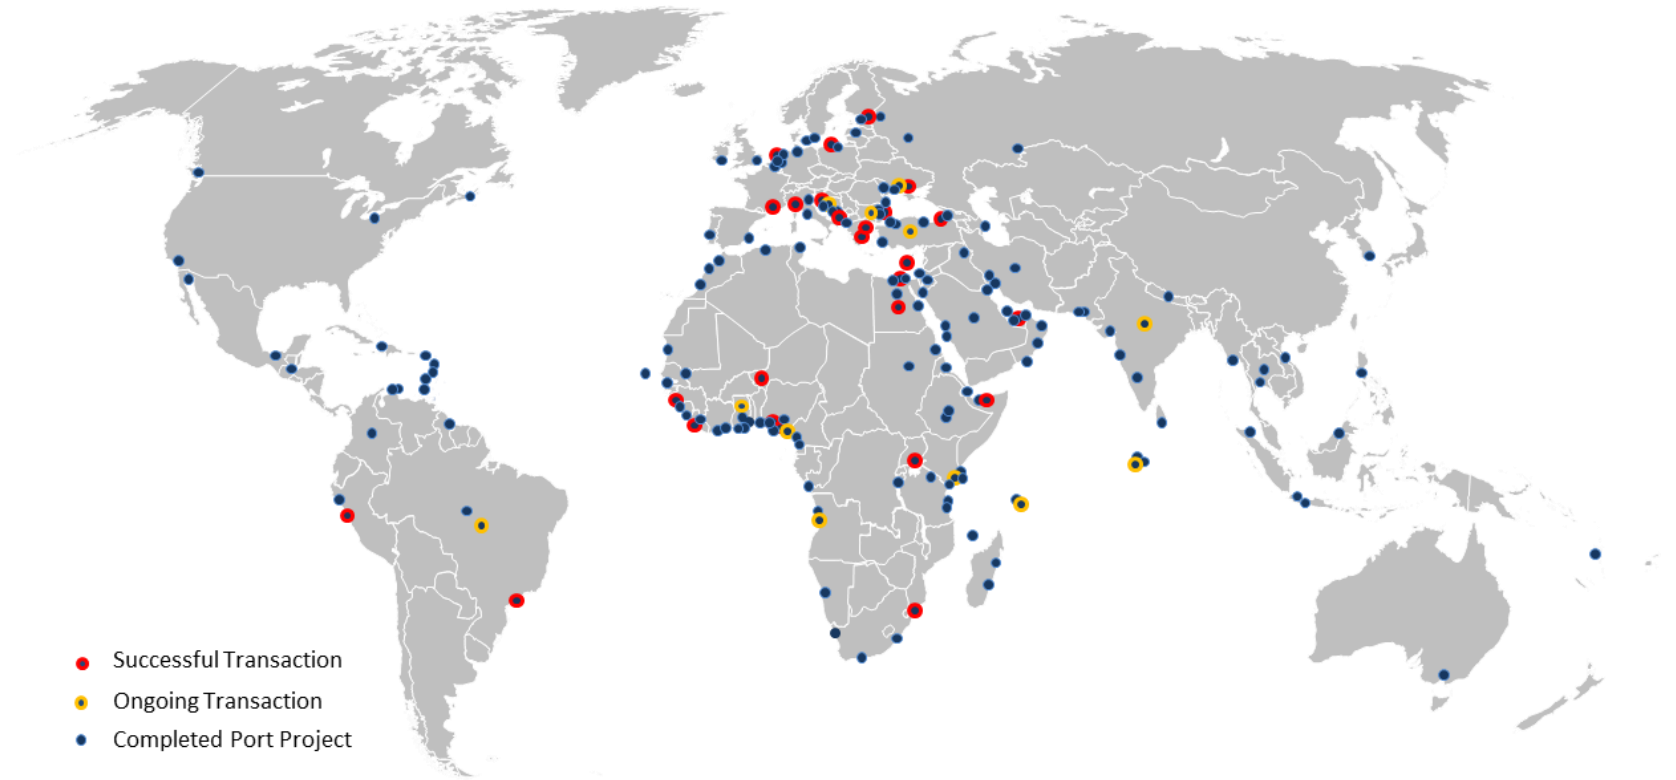 Successful Transaction
Ongoing Transaction
Completed Port Project